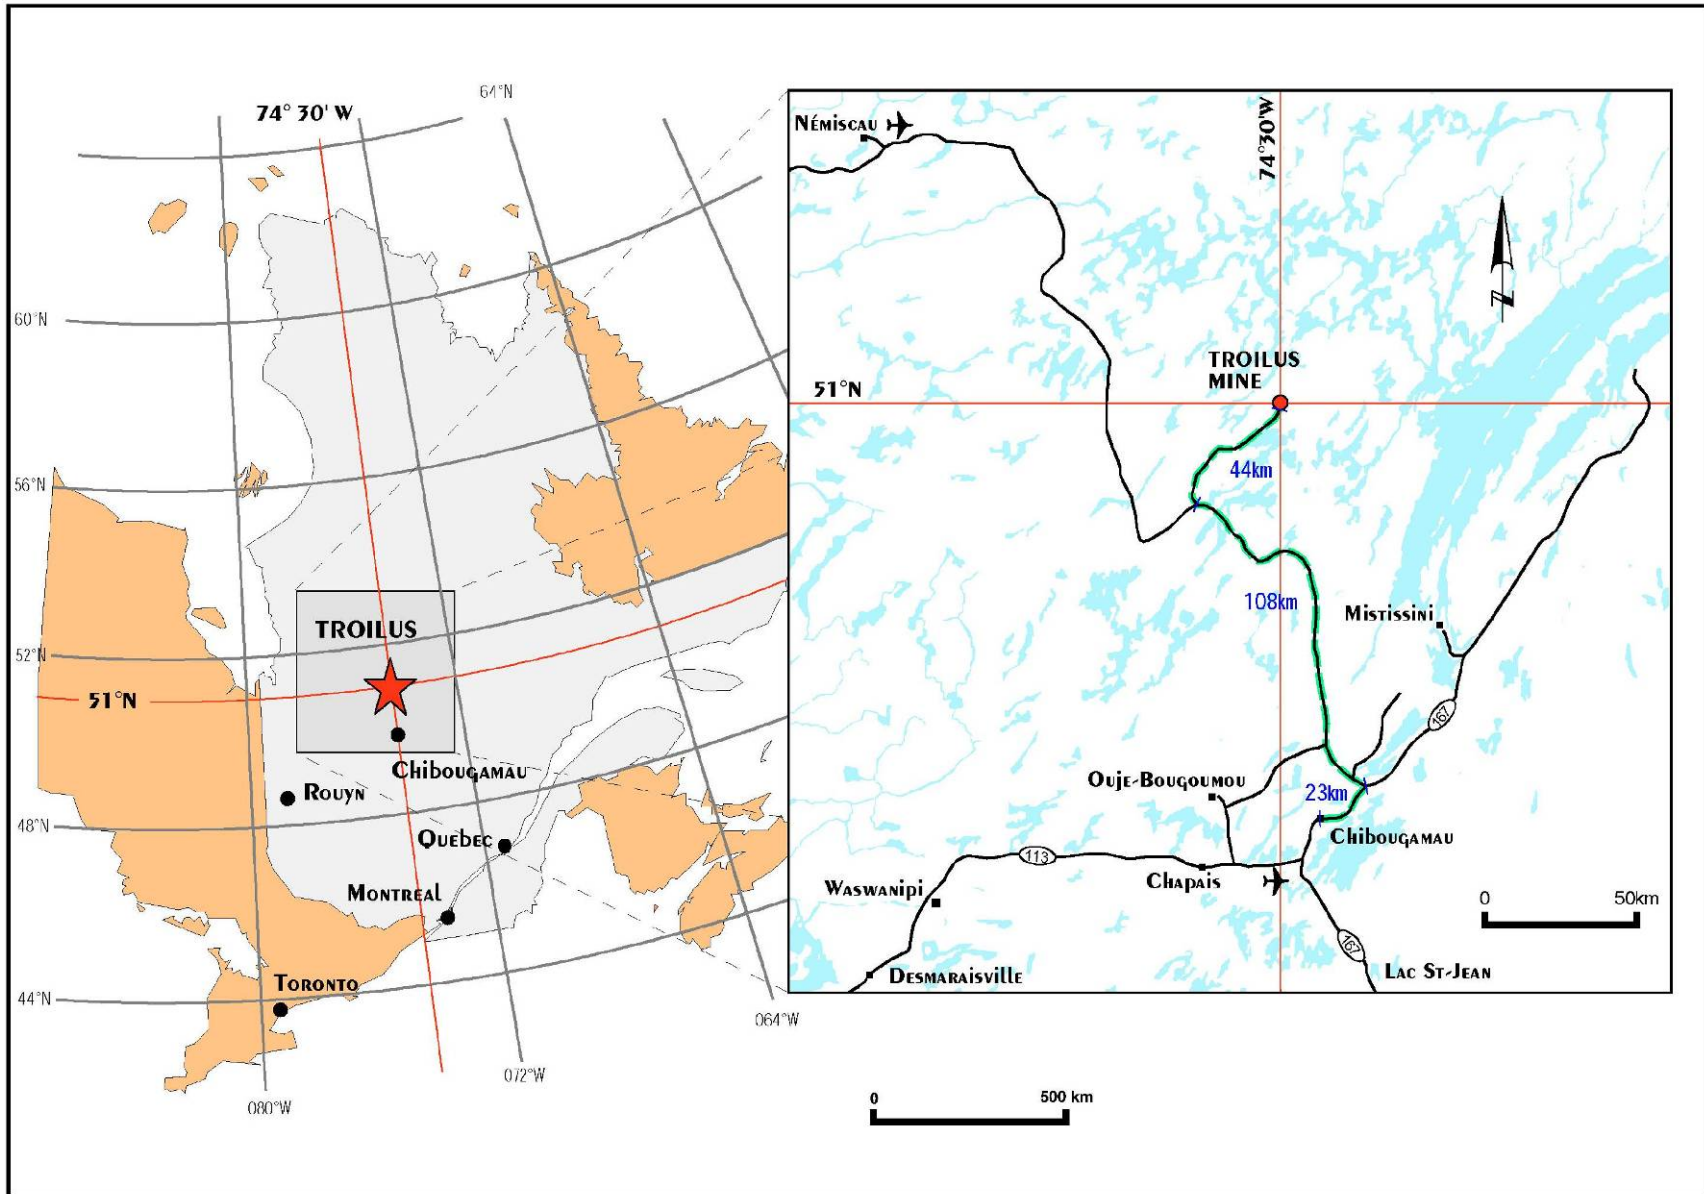 64°N
74° 30' W
60°N
56°N
52°N
51°N
48°N
44°N
TROILUS
Chibougamau
Rouyn
Quebec
Montreal
Toronto
080°W
072°W
064°W
0 500 km
Némiscau
74°30'W
N
TROILUS
MINE
51°N
44km
108km
Mistissini
167
Ouje-Bougoumou
23km
Chibougamau
113
Chapais
Waswanipi
Desmaraisville
167
Lac St-Jean
0 50km